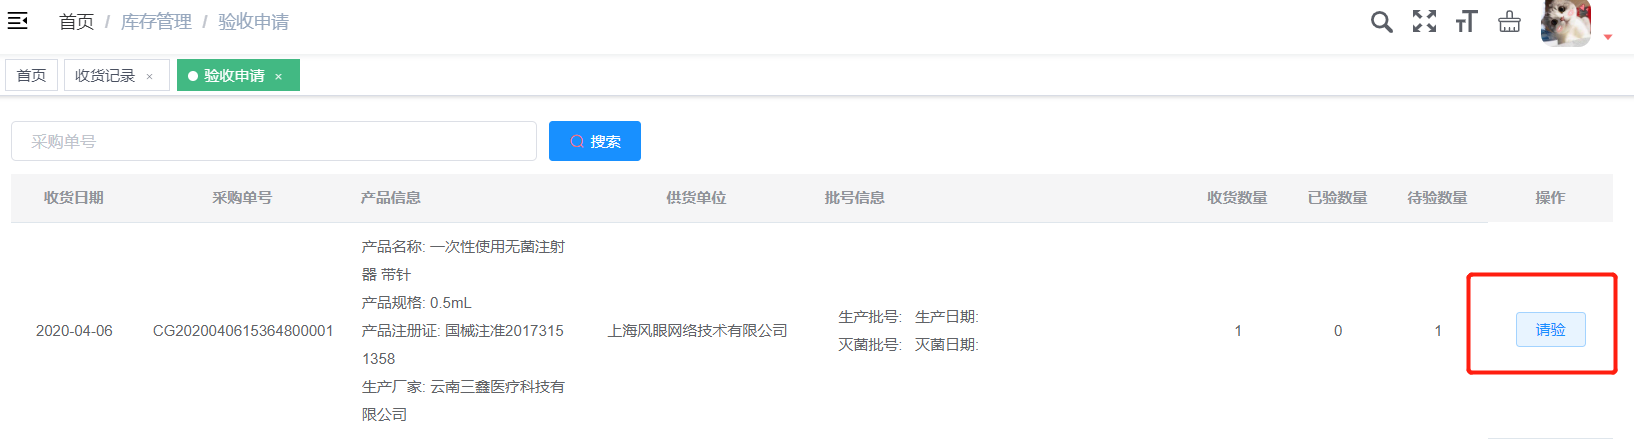 首页 / 库存管理 / 验收申请
首页 收货记录 × 验收申请 ×
采购单号 搜索
收货日期 采购单号 产品信息 供货单位 批号信息 收货数量 已验数量 待验数量 操作
产品名称: 一次性使用无菌注射
器 带针
产品规格: 0.5mL
产品注册证: 国械注准2017315
1358
生产厂家: 云南三鑫医疗科技有
限公司
2020-04-06 CG2020040615364800001 上海风眼网络技术有限公司
生产批号: 生产日期:
灭菌批号: 灭菌日期:
1 0 1 请验